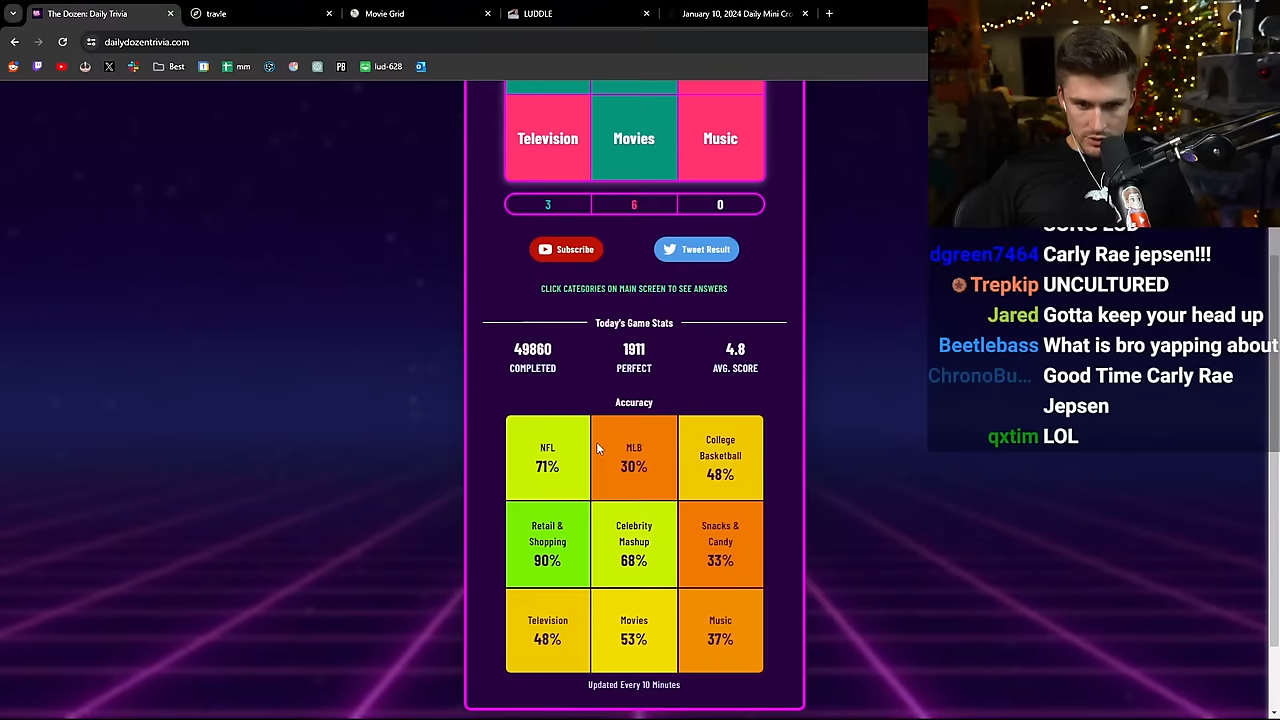 The Dozen: Daily Trivia
travle
Movie Grid
LUDDLE
January 10, 2024 Daily Mini Cro
dailydozentrivia.com
Best
mm
lud-628
Television
Movies
Music
3
6
0
Subscribe
Tweet Result
CLICK CATEGORIES ON MAIN SCREEN TO SEE ANSWERS
Today's Game Stats
49860
1911
4.8
COMPLETED
PERFECT
AVG. SCORE
Accuracy
NFL
71%
MLB
30%
College
Basketball
48%
Retail &
Shopping
90%
Celebrity
Mashup
68%
Snacks &
Candy
33%
Television
48%
Movies
53%
Music
37%
Updated Every 10 Minutes
dgreen7464 Carly Rae jepsen!!!
Trepkip UNCULTURED
Jared Gotta keep your head up
Beetlebass What is bro yapping about
ChronoBu... Good Time Carly Rae
Jepsen
qxtim LOL